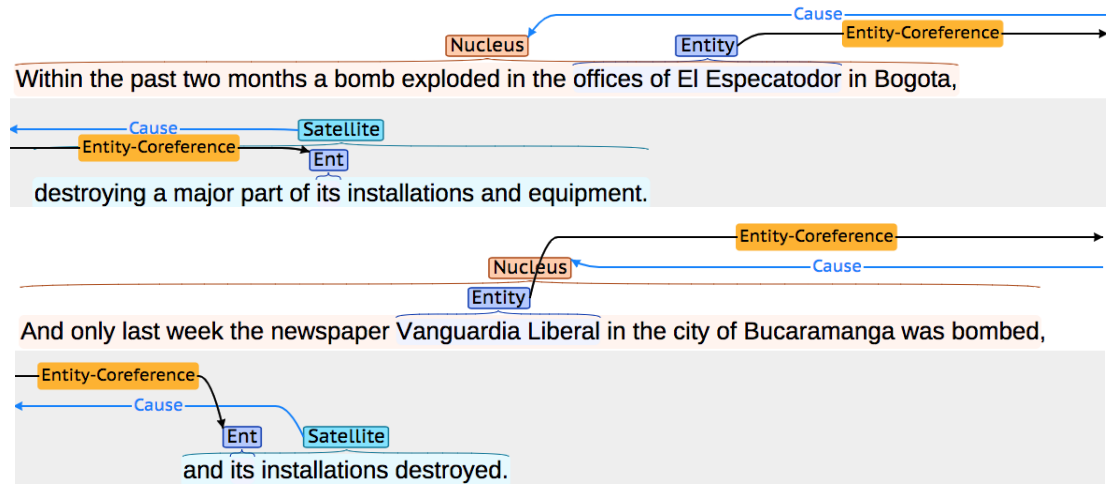 Cause
Nucleus Entity Entity-Coreference
Within the past two months a bomb exploded in the offices of El Especatodor in Bogota,
Cause Satellite
Entity-Coreference
Ent
destroying a major part of its installations and equipment.
Entity-Coreference
Nucleus Cause
Entity
And only last week the newspaper Vanguardia Liberal in the city of Bucaramanga was bombed,
Entity-Coreference
Cause
Ent Satellite
and its installations destroyed.